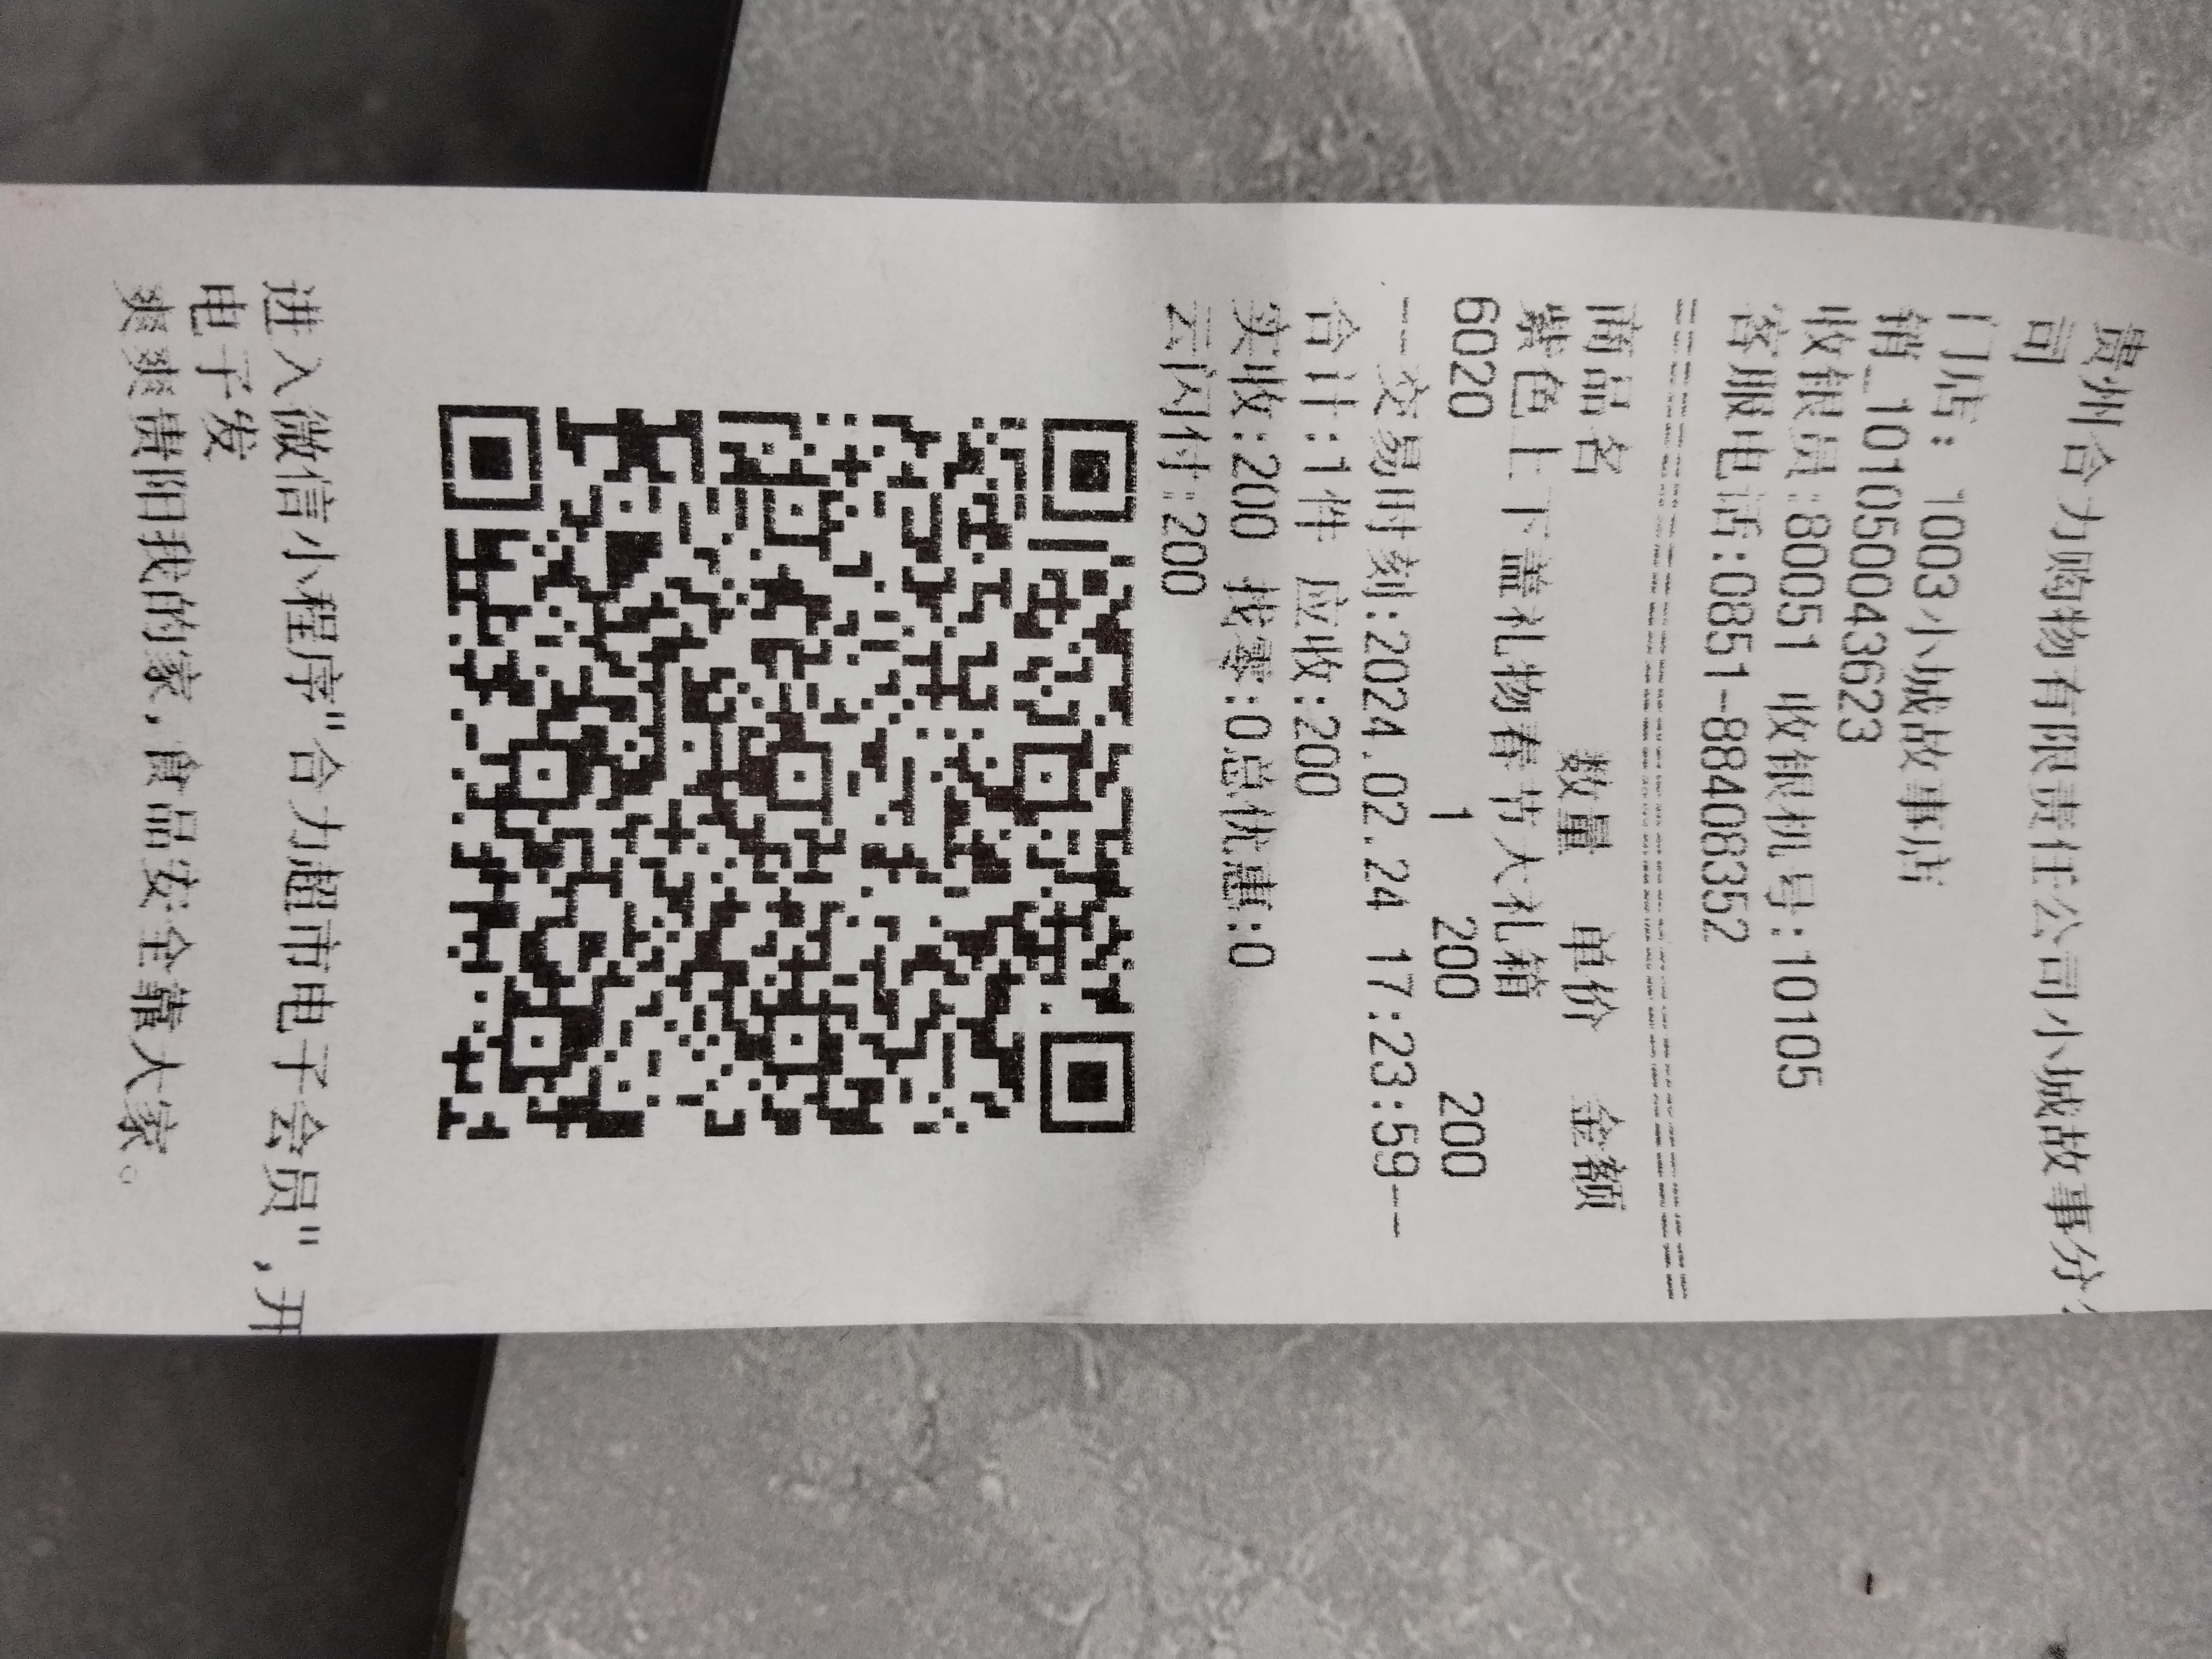 贵州合力购物有限责任公司小城故事分公
司
门店: 1003小城故事店
销_1010500436​23
收银员:800051 收银机号:10105
客服电话:0851-88408352
商品名 数量 单价 金额
紫色上下盖礼物春节大礼箱
6020 1 200 200
--交易时刻:2024.02.24 17:23:59--
合计:1件 应收:200
实收:200 找零:0总优惠:0
云闪付:200
进入微信小程序"合力超市电子会员",开
电子发
爽爽贵阳我的家,食品安全靠大家。